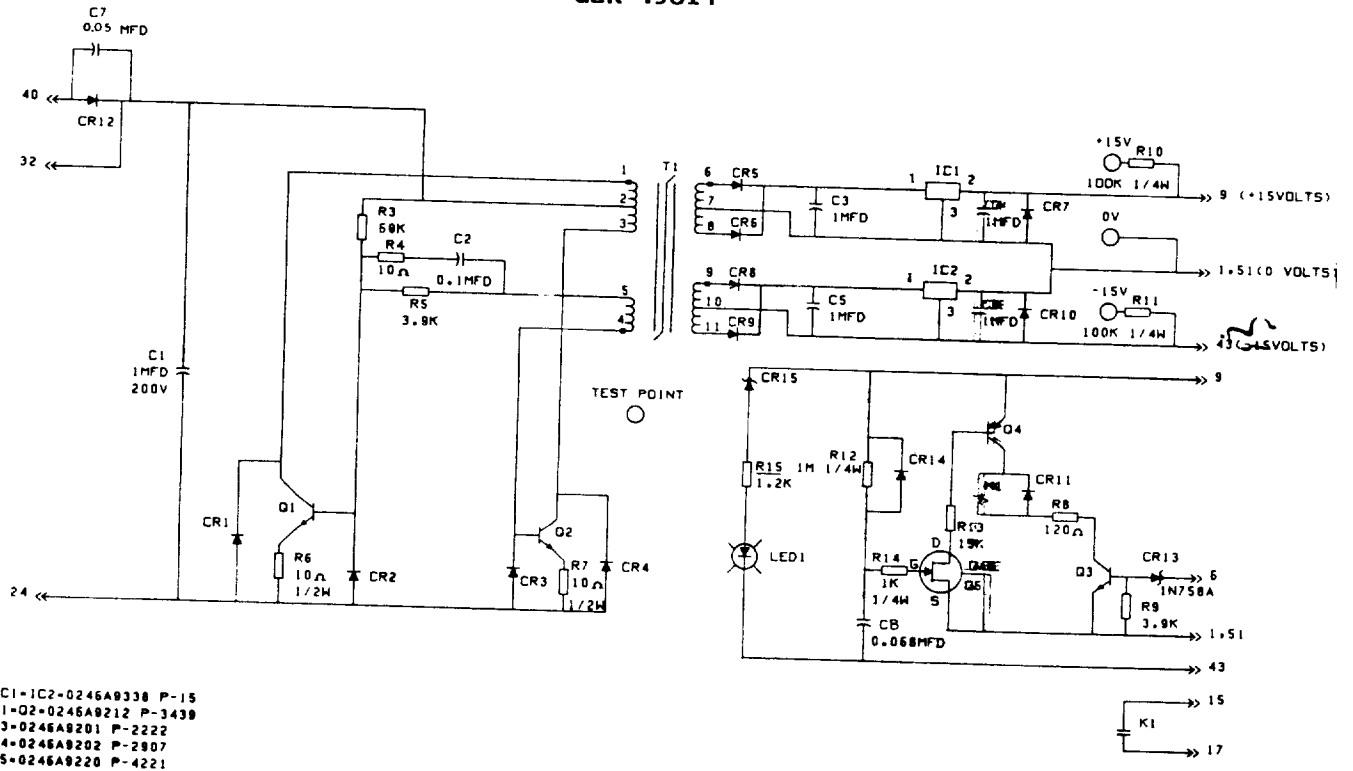 C7
0.05 MFD
40
CR12
32
C1
1MFD
200V
24
R3
R4
10Ω
C2
0.1MFD
R5
3.9K
1
2
3
5
4
T1
6
7
8
9
10
11
CR5
CR6
CR8
CR9
C3
1MFD
C5
1MFD
1 IC1 2
3
1 IC2 2
3
1MFD
CR7
1MFD
CR10
+15V
R10
100K 1/4W
9 (+15VOLTS)
0V
1,51(0 VOLTS)
-15V
R11
100K 1/4W
TEST POINT
CR1
Q1
R6
10Ω
1/2W
CR2
CR3
Q2
R7
10Ω
1/2W
CR4
CR15
R15
1.2K
LED1
R12
1M 1/4W
CR14
R14
1K
1/4W
C8
0.068MFD
D
G
S
R13
15K
Q4
CR11
R8
120Ω
Q3
CR13
1N758A
R9
3.9K
9
6
1,51
43
15
K1
17
C1=IC2=0246A9338 P-15
1=Q2=0246A9212 P-3439
3=0246A9201 P-2222
4=0246A9202 P-2907
5=0246A9220 P-4221